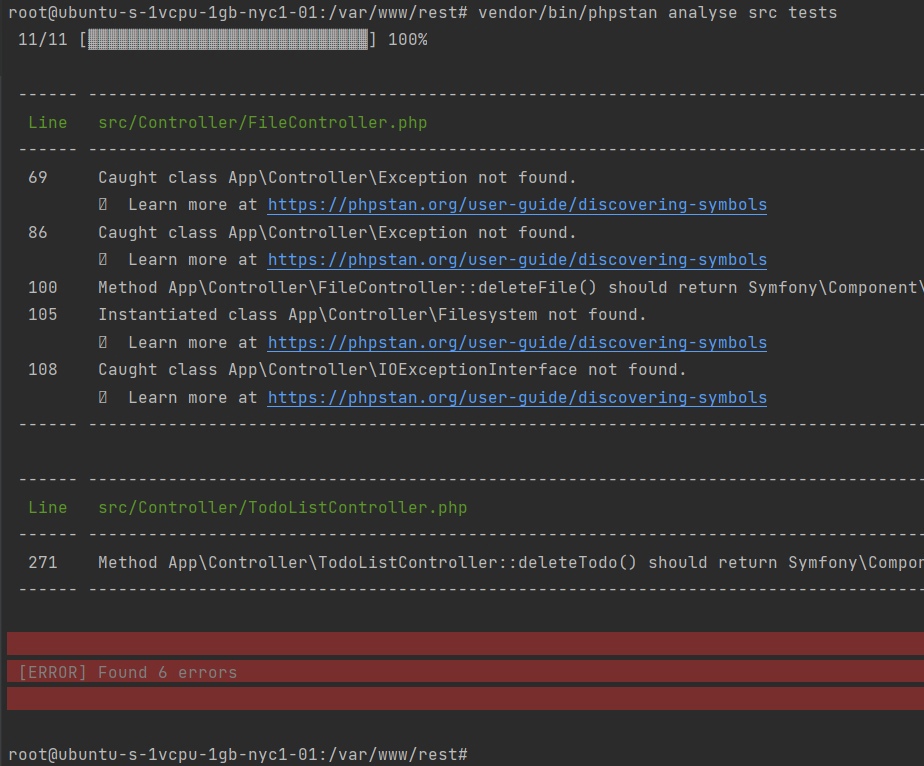 root@ubuntu-s-1vcpu-1gb-nyc1-01:/var/www/rest# vendor/bin/phpstan analyse src tests
11/11 [▓▓▓▓▓▓▓▓▓▓▓▓▓▓▓▓▓▓▓▓▓▓▓▓▓▓▓▓] 100%
------ ------------------------------------------------------------------------------------
Line src/Controller/FileController.php
------ ------------------------------------------------------------------------------------
69 Caught class App\Controller\Exception not found.
Learn more at https://phpstan.org/user-guide/discovering-symbols
86 Caught class App\Controller\Exception not found.
Learn more at https://phpstan.org/user-guide/discovering-symbols
100 Method App\Controller\FileController::deleteFile() should return Symfony\Component\
105 Instantiated class App\Controller\Filesystem not found.
Learn more at https://phpstan.org/user-guide/discovering-symbols
108 Caught class App\Controller\IOExceptionInterface not found.
Learn more at https://phpstan.org/user-guide/discovering-symbols
------ ------------------------------------------------------------------------------------
------ ------------------------------------------------------------------------------------
Line src/Controller/TodoListController.php
------ ------------------------------------------------------------------------------------
271 Method App\Controller\TodoListController::deleteTodo() should return Symfony\Compon
------ ------------------------------------------------------------------------------------
[ERROR] Found 6 errors
root@ubuntu-s-1vcpu-1gb-nyc1-01:/var/www/rest#